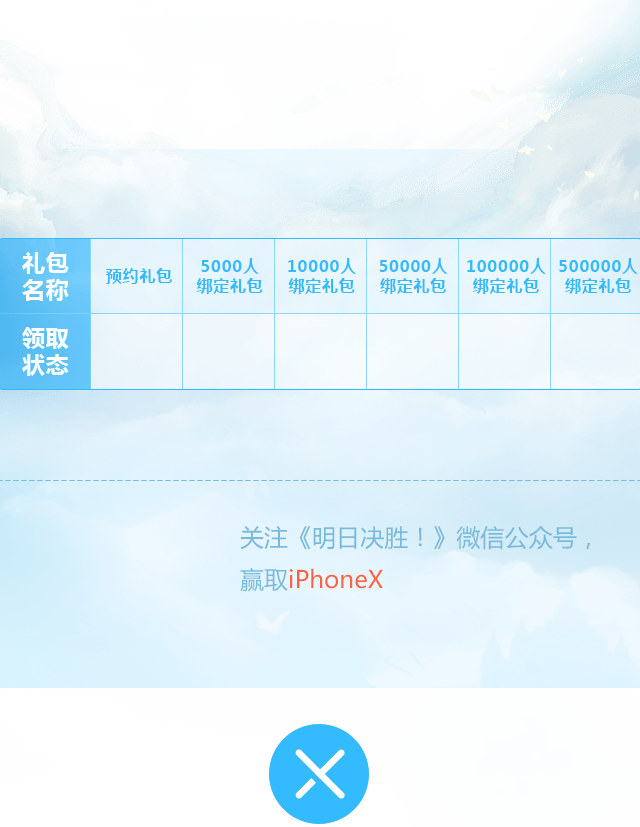 礼包
名称
预约礼包
5000人
绑定礼包
10000人
绑定礼包
50000人
绑定礼包
100000人
绑定礼包
500000人
绑定礼包
领取
状态
关注《明日决胜！》微信公众号，
赢取iPhoneX